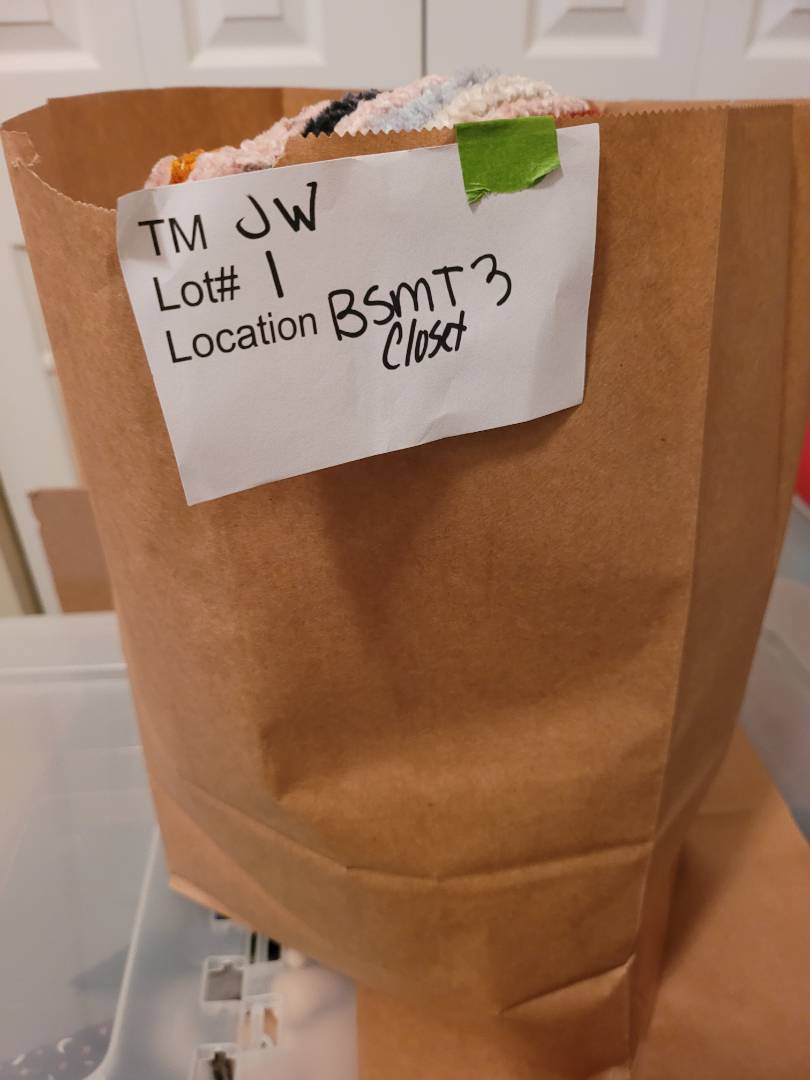 TM JW
Lot# 1
Location BSMT 3
Closet